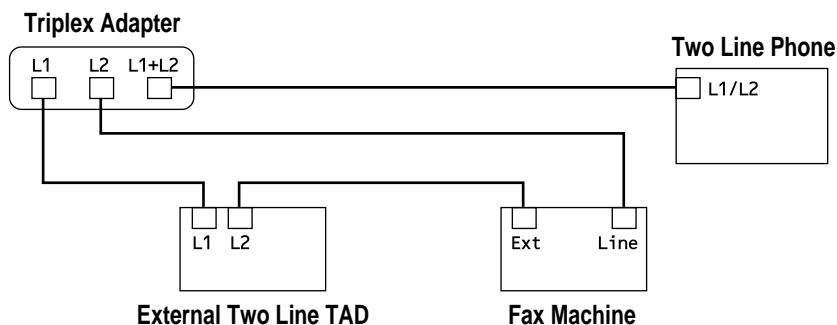 Triplex Adapter
L1 L2 L1+L2
Two Line Phone
L1/L2
L1 L2
Ext Line
External Two Line TAD
Fax Machine